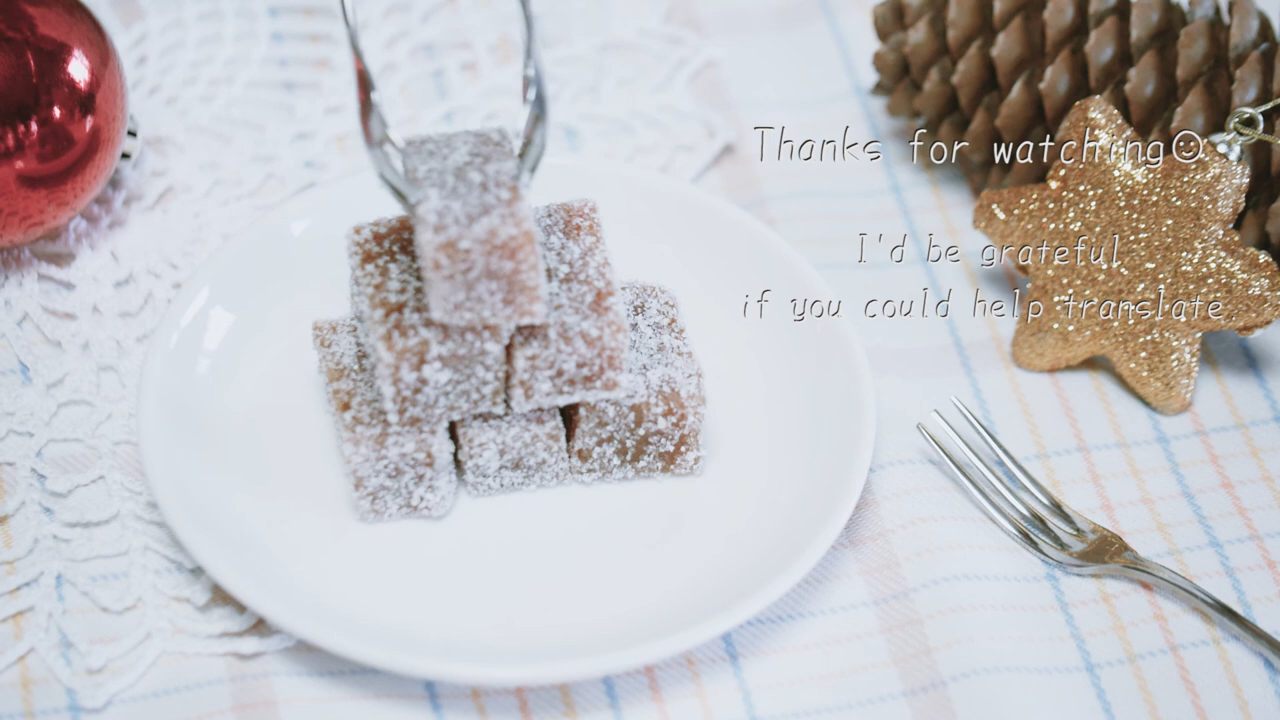 Thanks for watching☺
I'd be grateful
if you could help translate.